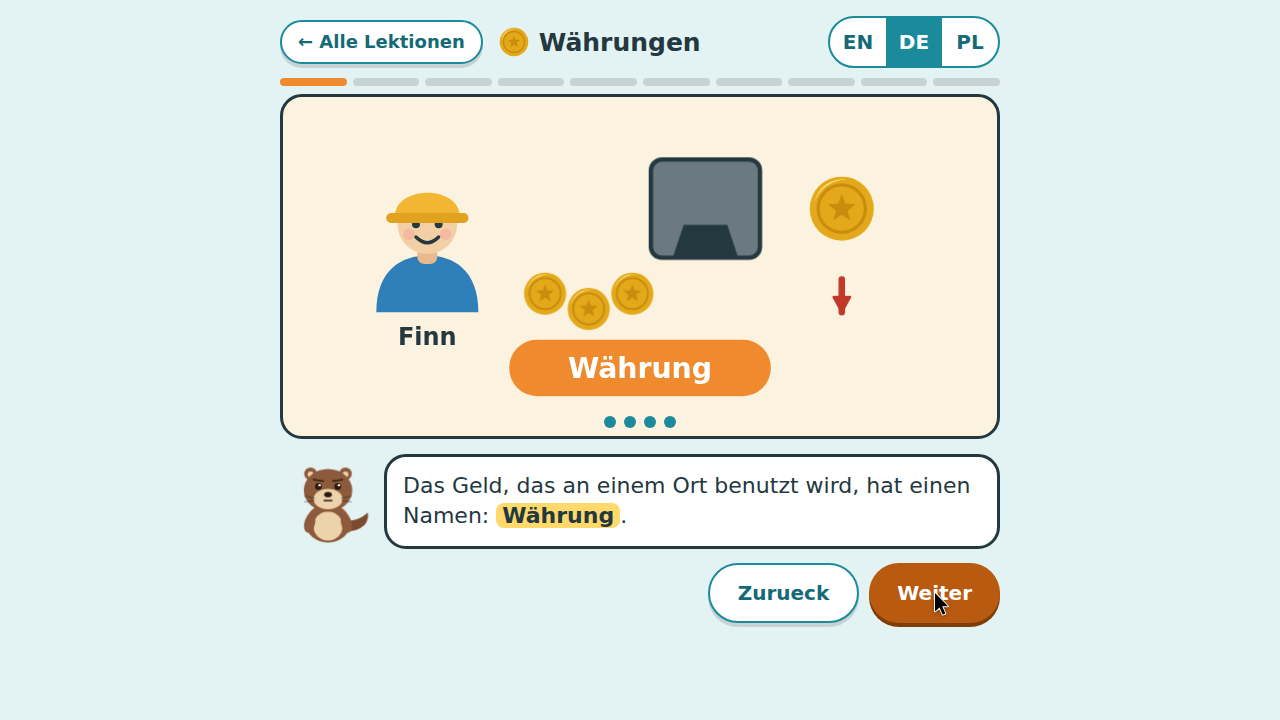 ← Alle Lektionen
Währungen
EN DE PL
Finn
Währung
Das Geld, das an einem Ort benutzt wird, hat einen
Namen: Währung.
Zurueck
Weiter